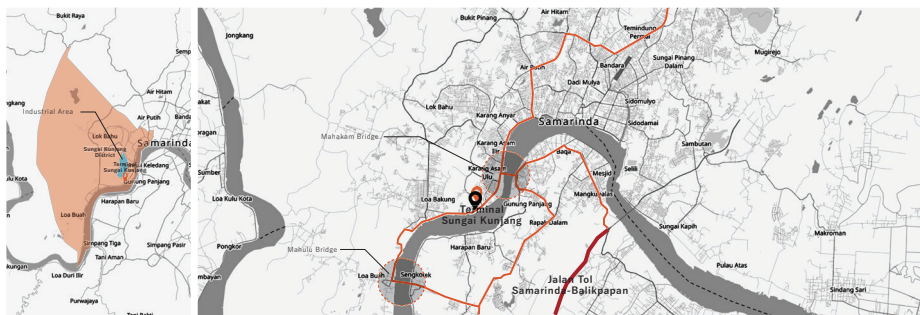 Bukit Raya
Industrial Area
Air Hitam
Air Putih
Lok Bahu
Samarinda
Sungai Kunjang
District
Terminal
Sungai Kunjang
Keledang
Gunung Panjang
Harapan Baru
Loa Buah
Simpang Tiga
Tani Aman
Simpang Pasir
Loa Duri Ilir
Purwajaya
Jongkang
Sumber
Loa Kulu Kota
Pongkor
Bukit Pinang
Air Hitam
Temindung
Permai
Mugirejo
Air Putih
Bandara
Sungai Pinang
Dalam
Dadi Mulya
Lok Bahu
Sidomulyo
Karang Anyar
Samarinda
Sidodamai
Mahakam Bridge
Karang Asam
Ilir
Sambutan
Baqa
Karang Asam
Ulu
Mesjid
Selili
Loa Bakung
Terminal
Sungai Kunjang
Gunung Panjang
Mangkupalas
Rapak Dalam
Sungai Kapih
Makroman
Mahulu Bridge
Harapan Baru
Loa Buah
Sengkotek
Pulau Atas
Jalan Tol
Samarinda-Balikpapan
Sindang Sari